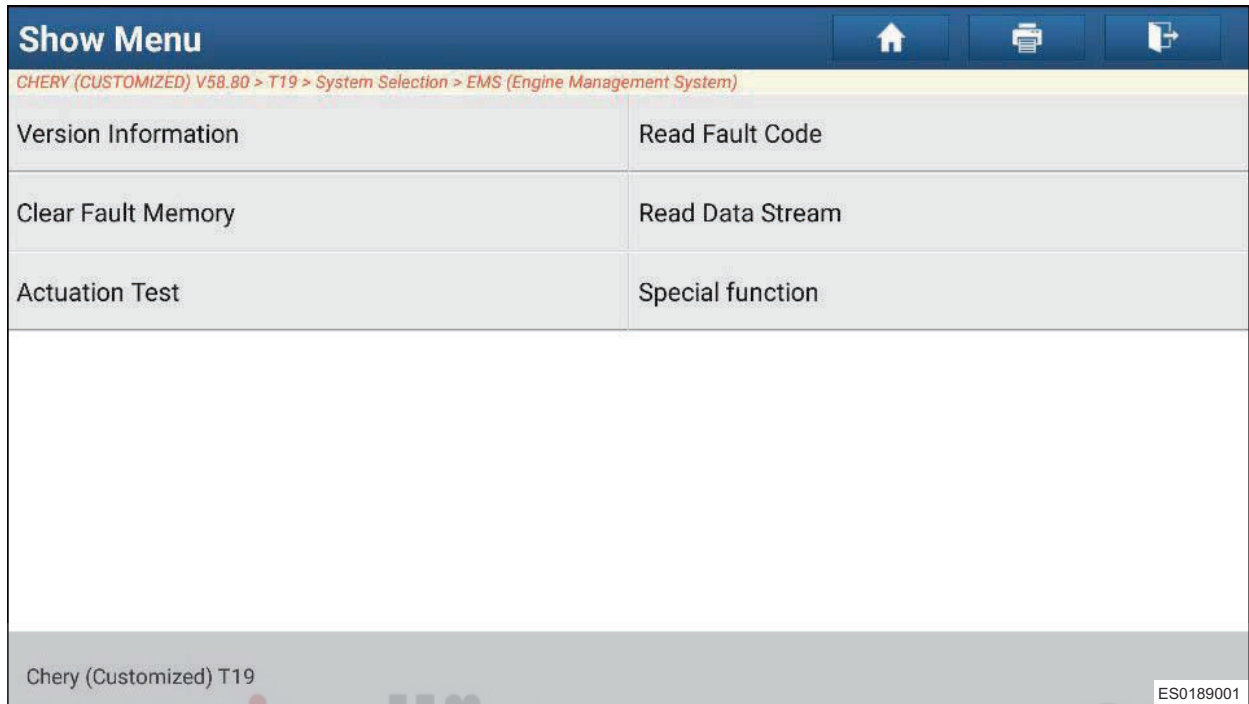 Show Menu
CHERY (CUSTOMIZED) V58.80 > T19 > System Selection > EMS (Engine Management System)
Version Information
Read Fault Code
Clear Fault Memory
Read Data Stream
Actuation Test
Special function
Chery (Customized) T19
ES0189001